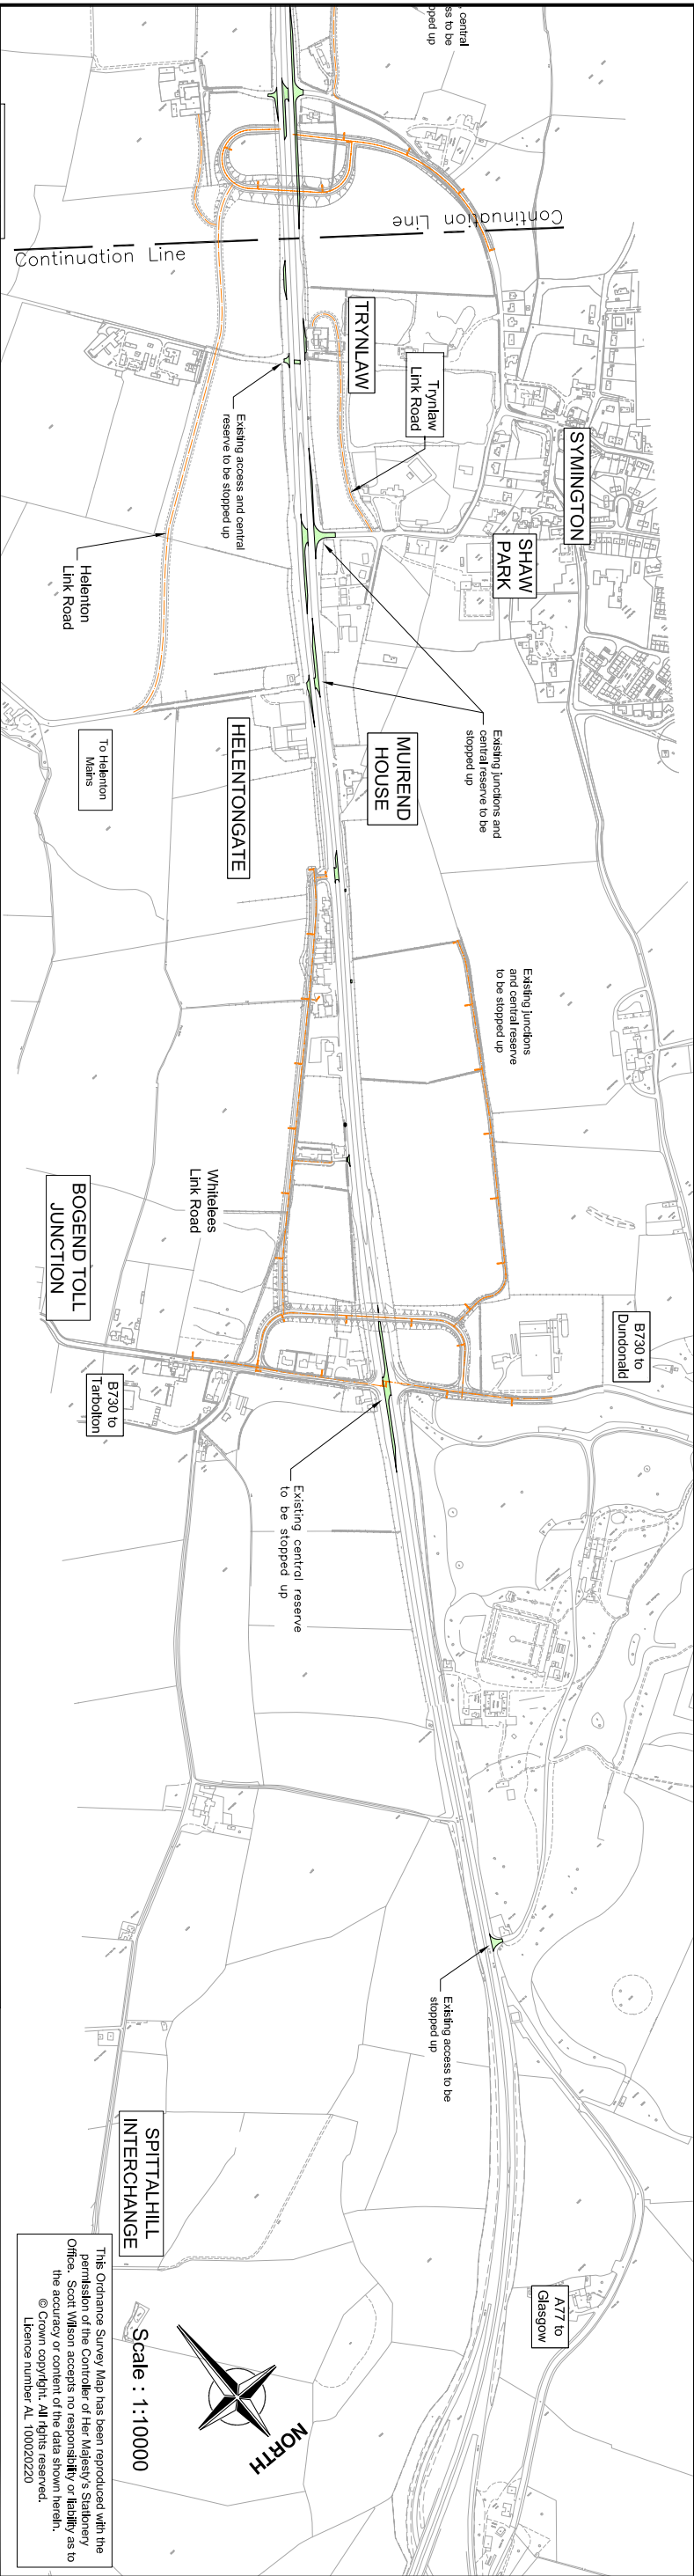 central
ss to be
pped up
Continuation Line
Continuation Line
TRYNLAW
Trynlaw
Link Road
SYMINGTON
SHAW
PARK
Existing access and central
reserve to be stopped up
Helenton
Link Road
Existing junctions and
central reserve to be
stopped up
MUIREND
HOUSE
HELENTONGATE
To Helenton
Mains
Existing junctions
and central reserve
to be stopped up
Whitelees
Link Road
BOGEND TOLL
JUNCTION
B730 to
Dundonald
B730 to
Tarbolton
Existing central reserve
to be stopped up
Existing access to be
stopped up
SPITTALHILL
INTERCHANGE
A77 to
Glasgow
NORTH
Scale : 1:10000
This Ordnance Survey Map has been reproduced with the
permission of the Controller of Her Majesty's Stationery
Office. Scott Wilson accepts no responsibility or liability as to
the accuracy or content of the data shown herein.
© Crown copyright. All rights reserved.
Licence number AL 100020220